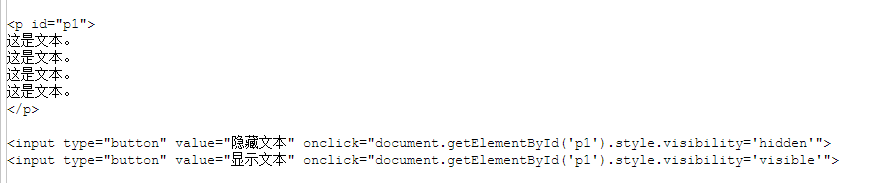 <p id="p1">
这是文本。
这是文本。
这是文本。
这是文本。
</p>
<input type="button" value="隐藏文本" onclick="document.getElementById('p1').style.visibility='hidden'">
<input type="button" value="显示文本" onclick="document.getElementById('p1').style.visibility='visible'">